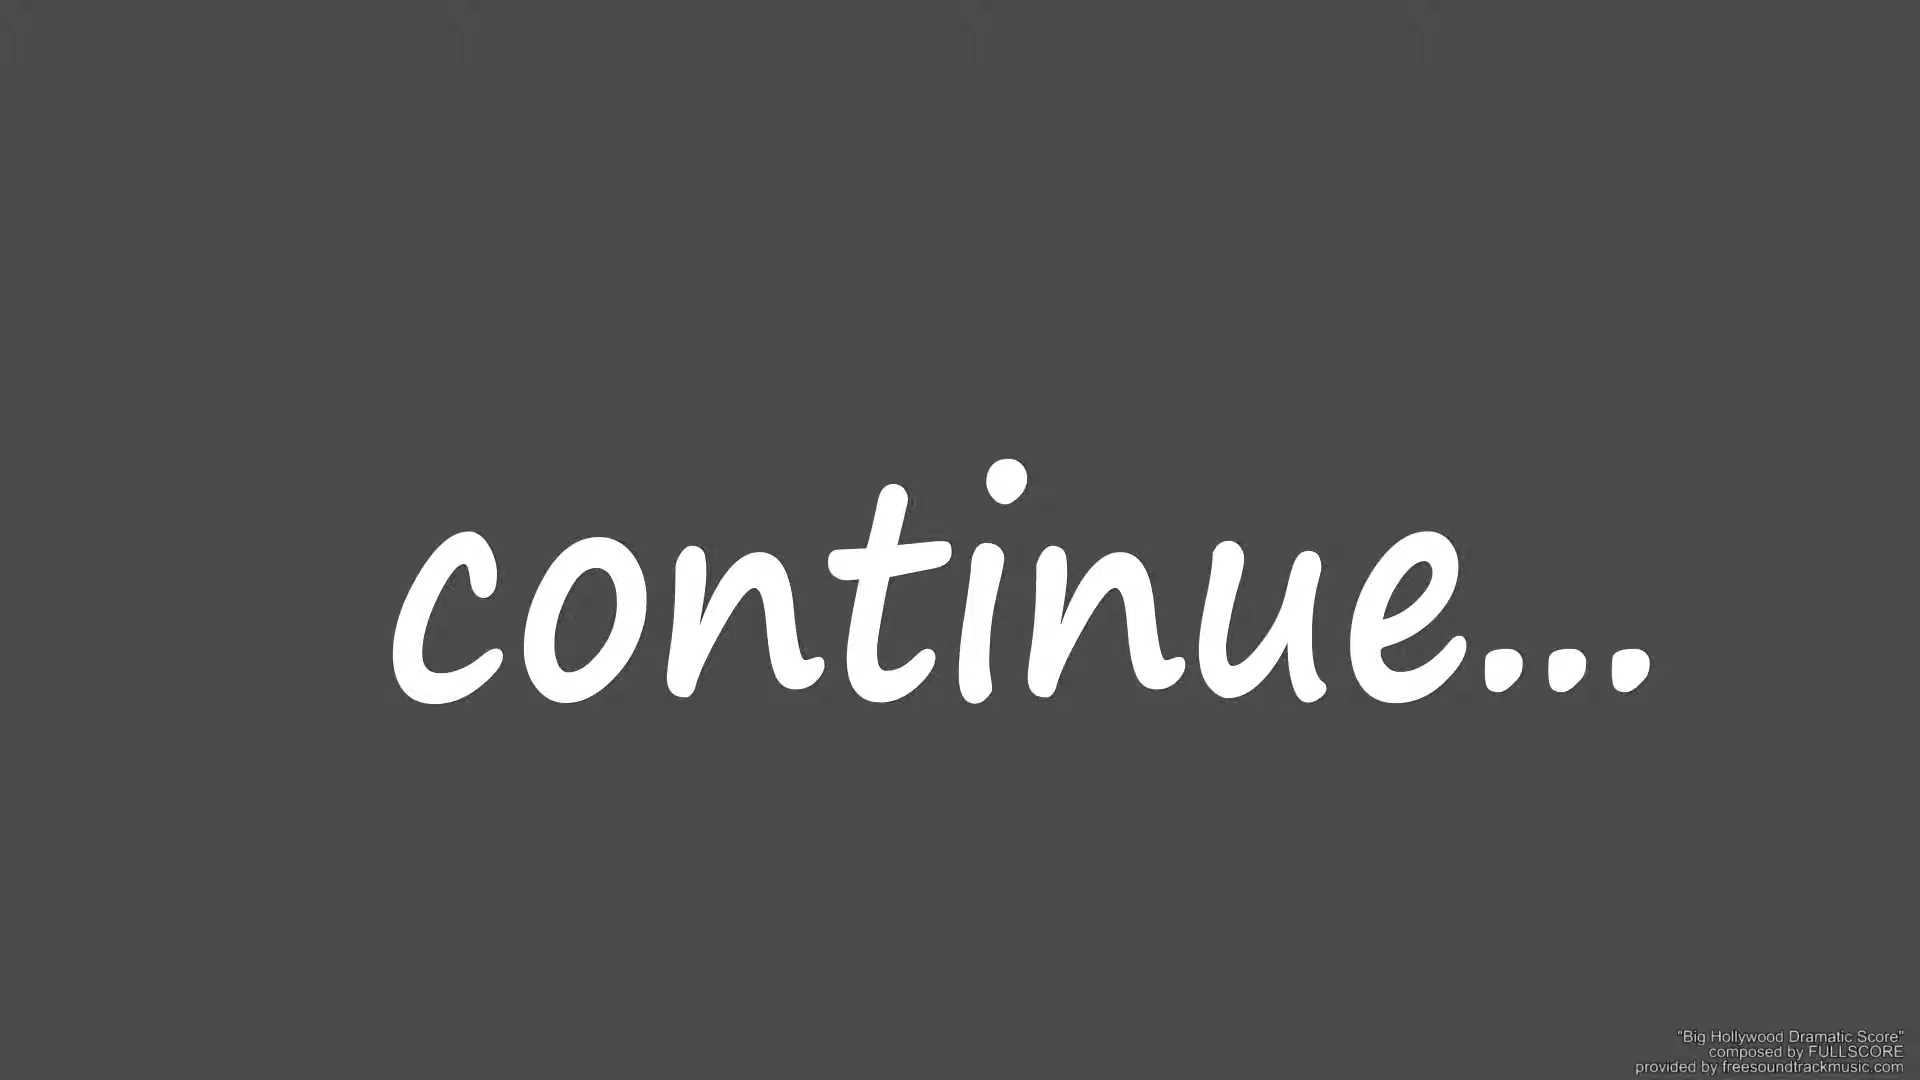 continue...
"Big Hollywood Dramatic Score"
composed by FULLSCORE
provided by freesoundtrackmusic.com